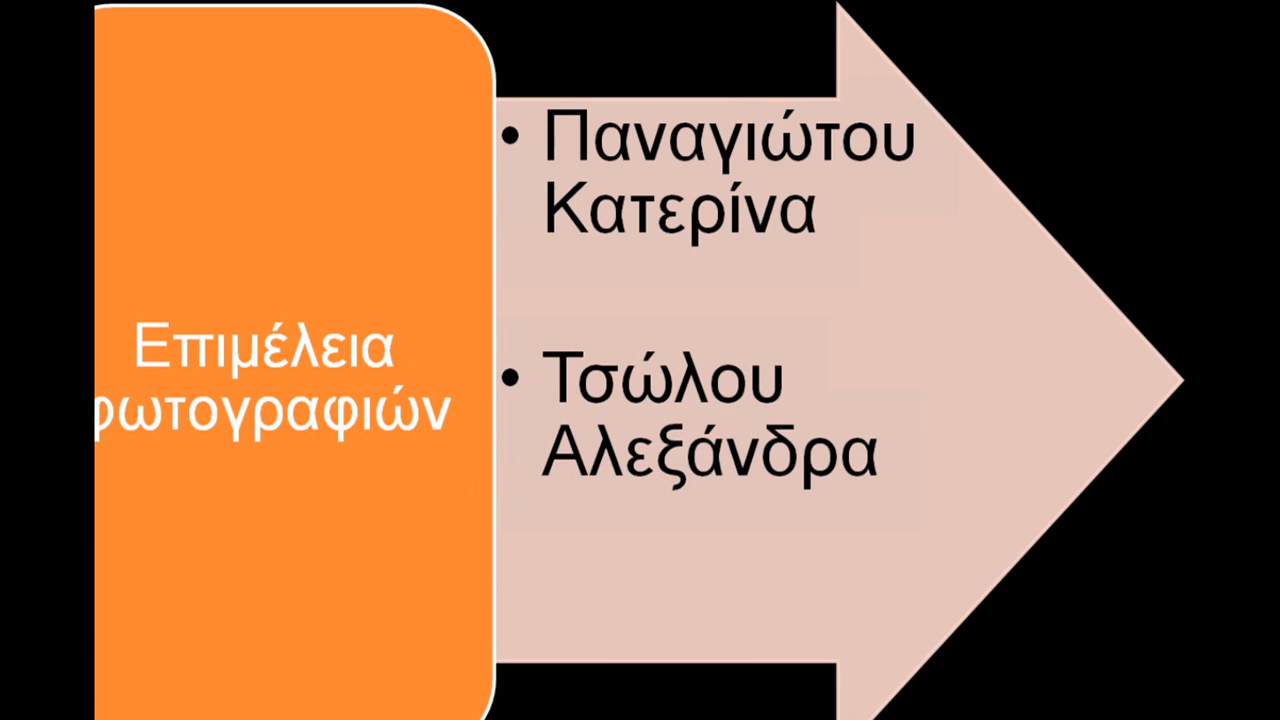 Επιμέλεια
φωτογραφιών
• Παναγιώτου
Κατερίνα
• Τσώλου
Αλεξάνδρα